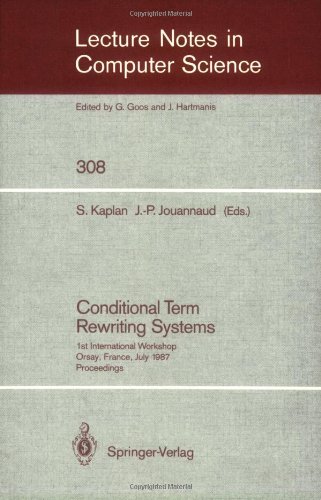 Lecture Notes in
Computer Science
Edited by G. Goos and J. Hartmanis
308
S. Kaplan J.-P. Jouannaud (Eds.)
Conditional Term
Rewriting Systems
1st International Workshop
Orsay, France, July 1987
Proceedings
Springer-Verlag